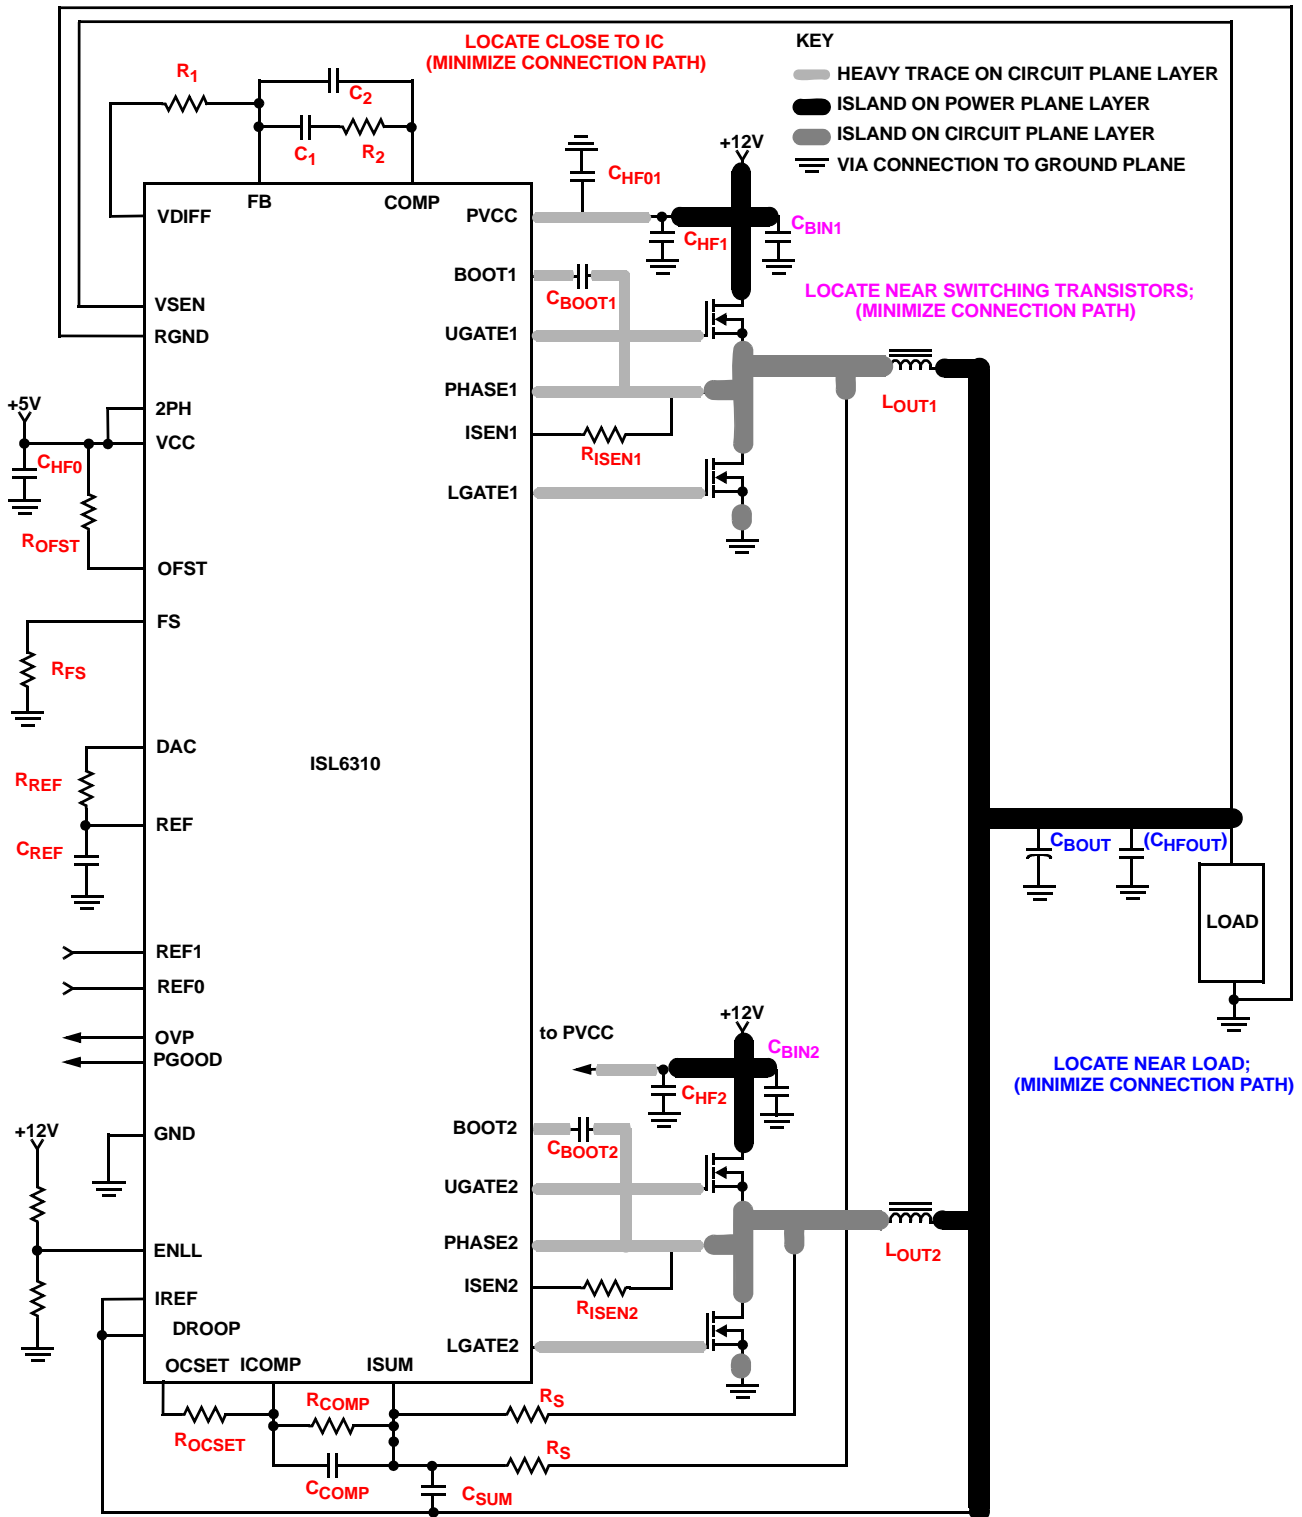 LOCATE CLOSE TO IC
(MINIMIZE CONNECTION PATH)
KEY
HEAVY TRACE ON CIRCUIT PLANE LAYER
ISLAND ON POWER PLANE LAYER
ISLAND ON CIRCUIT PLANE LAYER
VIA CONNECTION TO GROUND PLANE
R1
C2
C1
R2
+12V
CHF01
FB
COMP
VDIFF
PVCC
CHF1
CBIN1
BOOT1
CBOOT1
LOCATE NEAR SWITCHING TRANSISTORS;
(MINIMIZE CONNECTION PATH)
VSEN
RGND
UGATE1
PHASE1
LOUT1
+5V
2PH
VCC
ISEN1
RISEN1
CHF0
LGATE1
ROFST
OFST
FS
RFS
DAC
ISL6310
RREF
REF
CREF
CBOUT
(CHFOUT)
LOAD
REF1
REF0
OVP
PGOOD
to PVCC
+12V
CBIN2
CHF2
LOCATE NEAR LOAD;
(MINIMIZE CONNECTION PATH)
+12V
GND
BOOT2
CBOOT2
UGATE2
PHASE2
LOUT2
ENLL
ISEN2
RISEN2
IREF
DROOP
LGATE2
OCSET
ICOMP
ISUM
RCOMP
RS
ROCSET
RS
CCOMP
CSUM